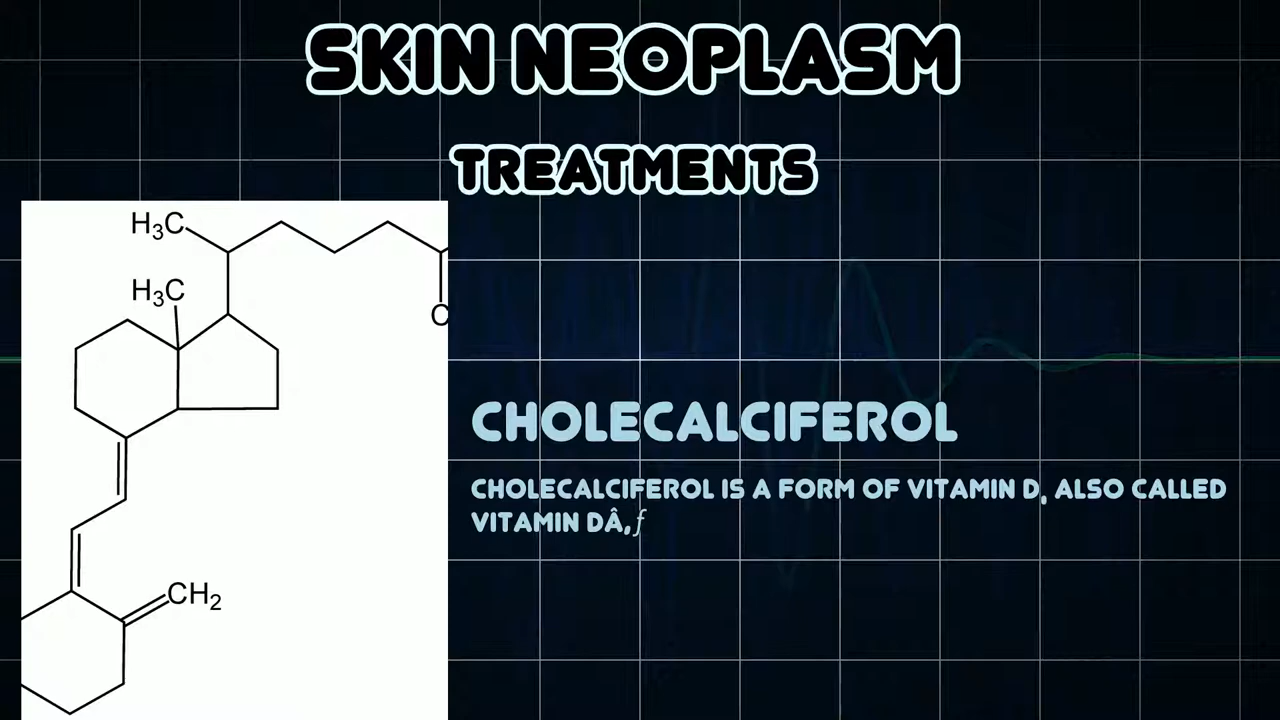 SKIN NEOPLASM
TREATMENTS
H₃C
H₃C
C
CH₂
CHOLECALCIFEROL
CHOLECALCIFEROL IS A FORM OF VITAMIN D, ALSO CALLED
VITAMIN DÂ‚ƒ